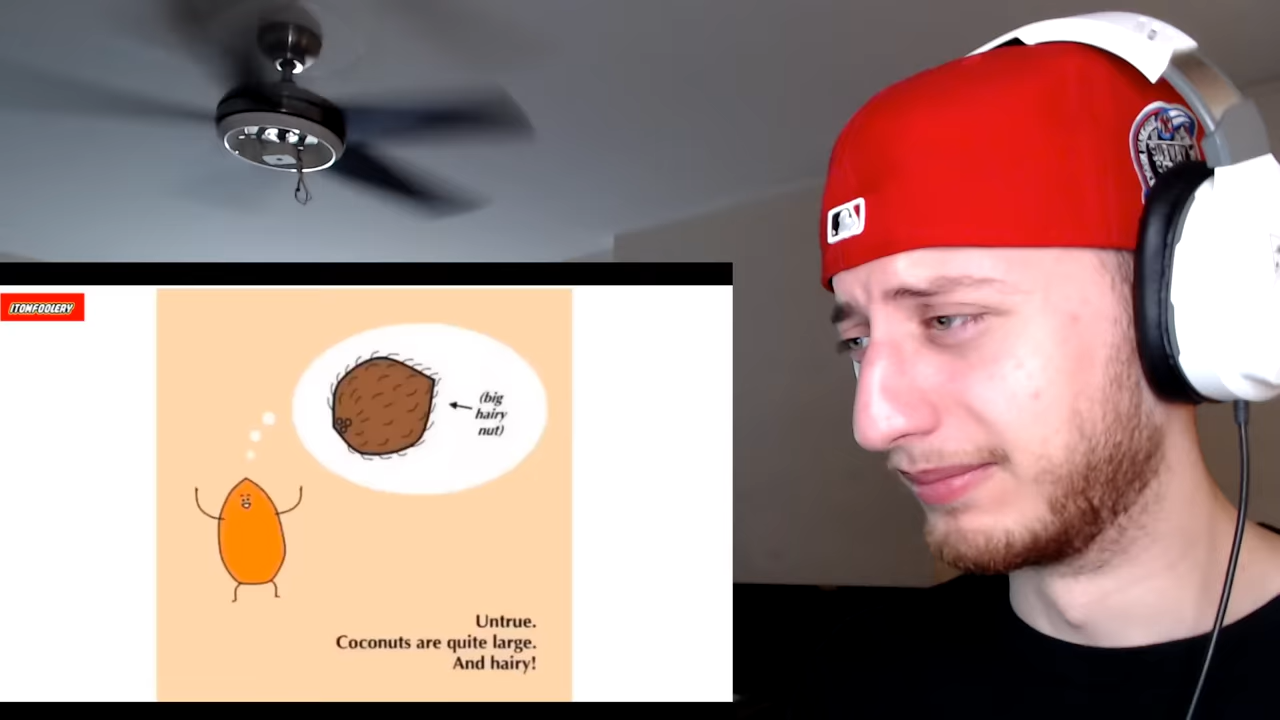 ITONFOOLERY
(big
hairy
nut)
Untrue.
Coconuts are quite large.
And hairy!